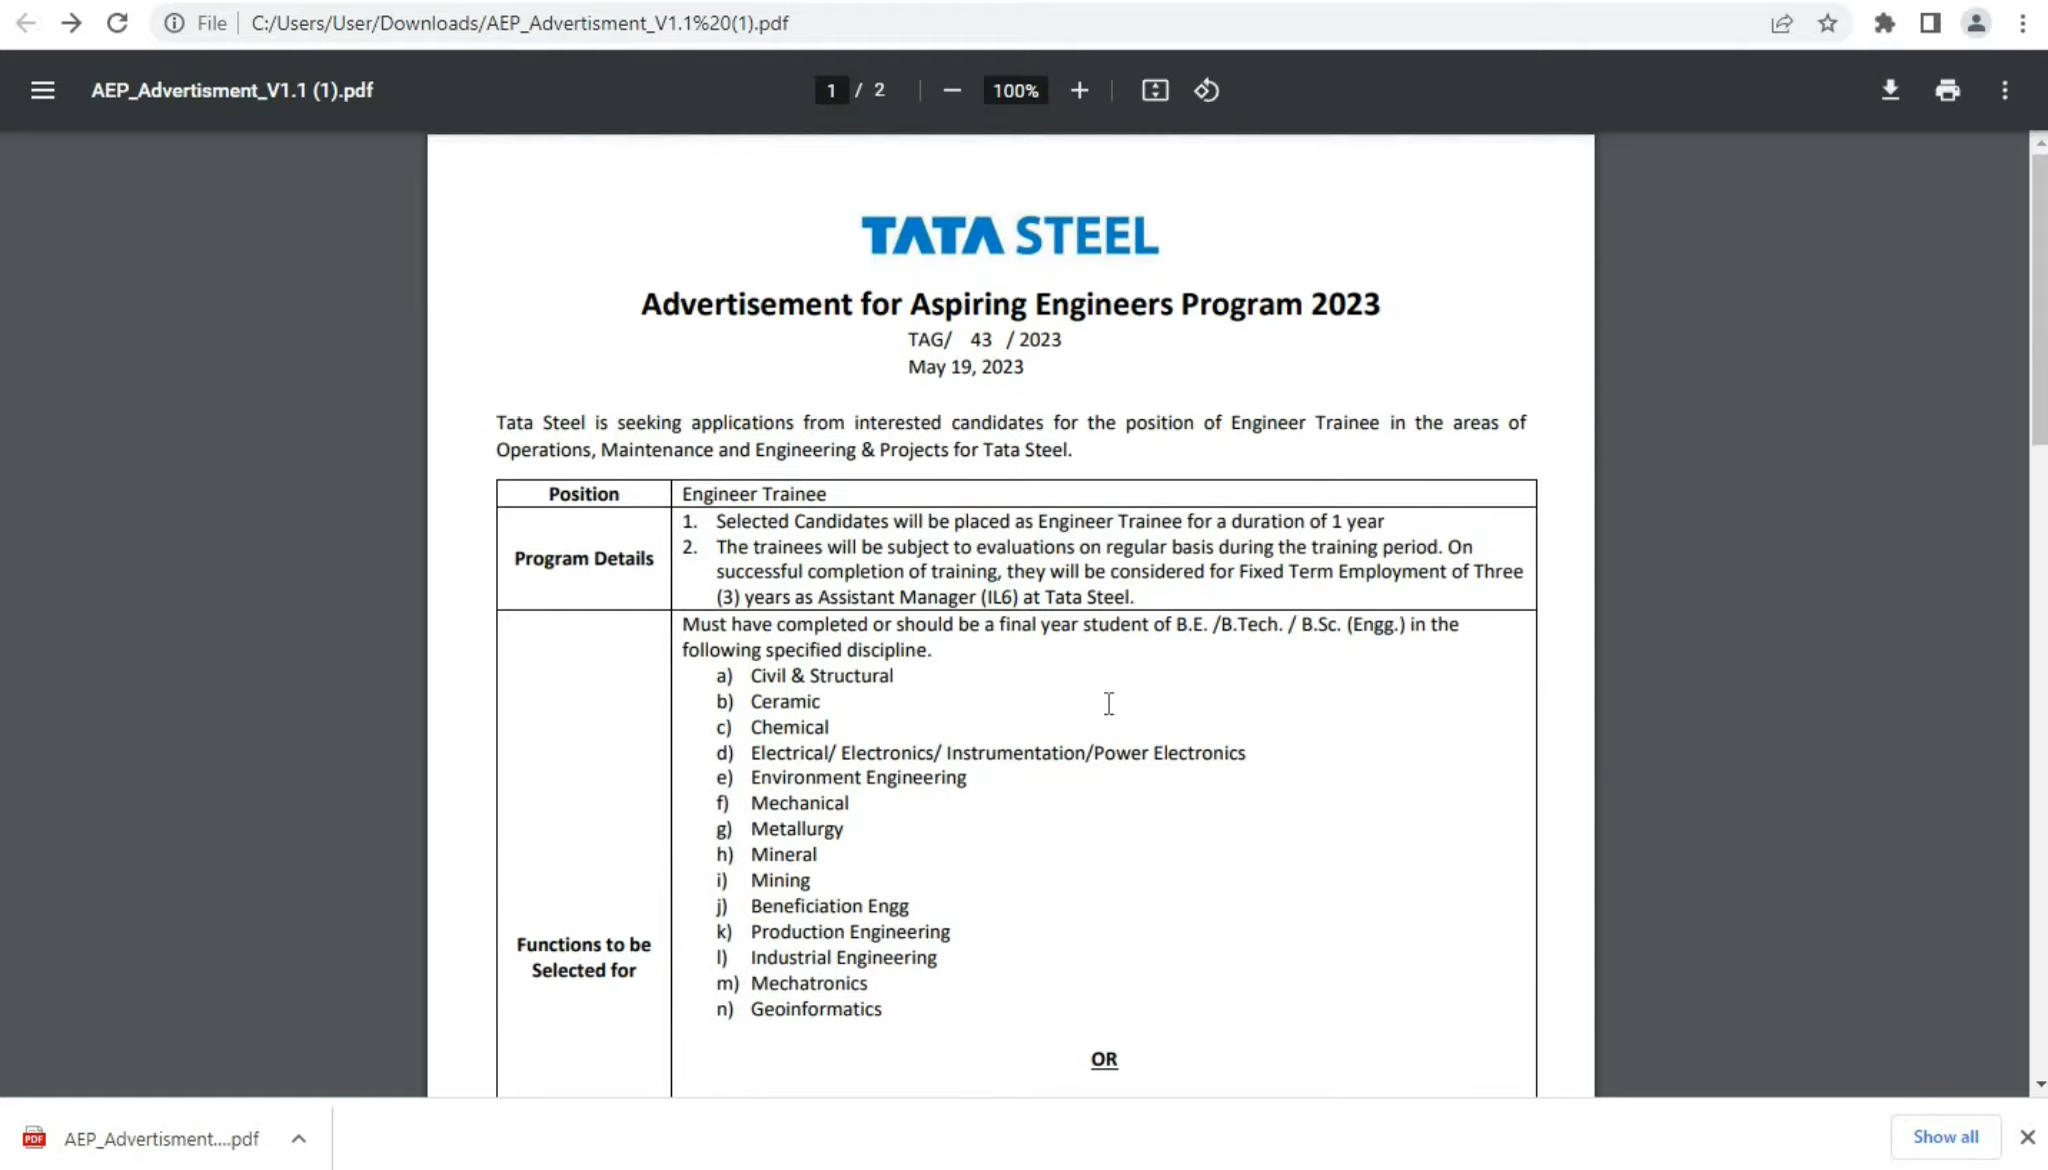 File C:/Users/User/Downloads/AEP_Advertisment_V1.1%20(1).pdf
AEP_Advertisment_V1.1 (1).pdf 1 / 2 100%
TATA STEEL
Advertisement for Aspiring Engineers Program 2023
TAG/ 43 / 2023
May 19, 2023
Tata Steel is seeking applications from interested candidates for the position of Engineer Trainee in the areas of
Operations, Maintenance and Engineering & Projects for Tata Steel.
Position Engineer Trainee
Program Details
1. Selected Candidates will be placed as Engineer Trainee for a duration of 1 year
2. The trainees will be subject to evaluations on regular basis during the training period. On
successful completion of training, they will be considered for Fixed Term Employment of Three
(3) years as Assistant Manager (IL6) at Tata Steel.
Functions to be
Selected for
Must have completed or should be a final year student of B.E. /B.Tech. / B.Sc. (Engg.) in the
following specified discipline.
a) Civil & Structural
b) Ceramic
c) Chemical
d) Electrical/ Electronics/ Instrumentation/Power Electronics
e) Environment Engineering
f) Mechanical
g) Metallurgy
h) Mineral
i) Mining
j) Beneficiation Engg
k) Production Engineering
l) Industrial Engineering
m) Mechatronics
n) Geoinformatics
OR
PDF AEP_Advertisment....pdf Show all